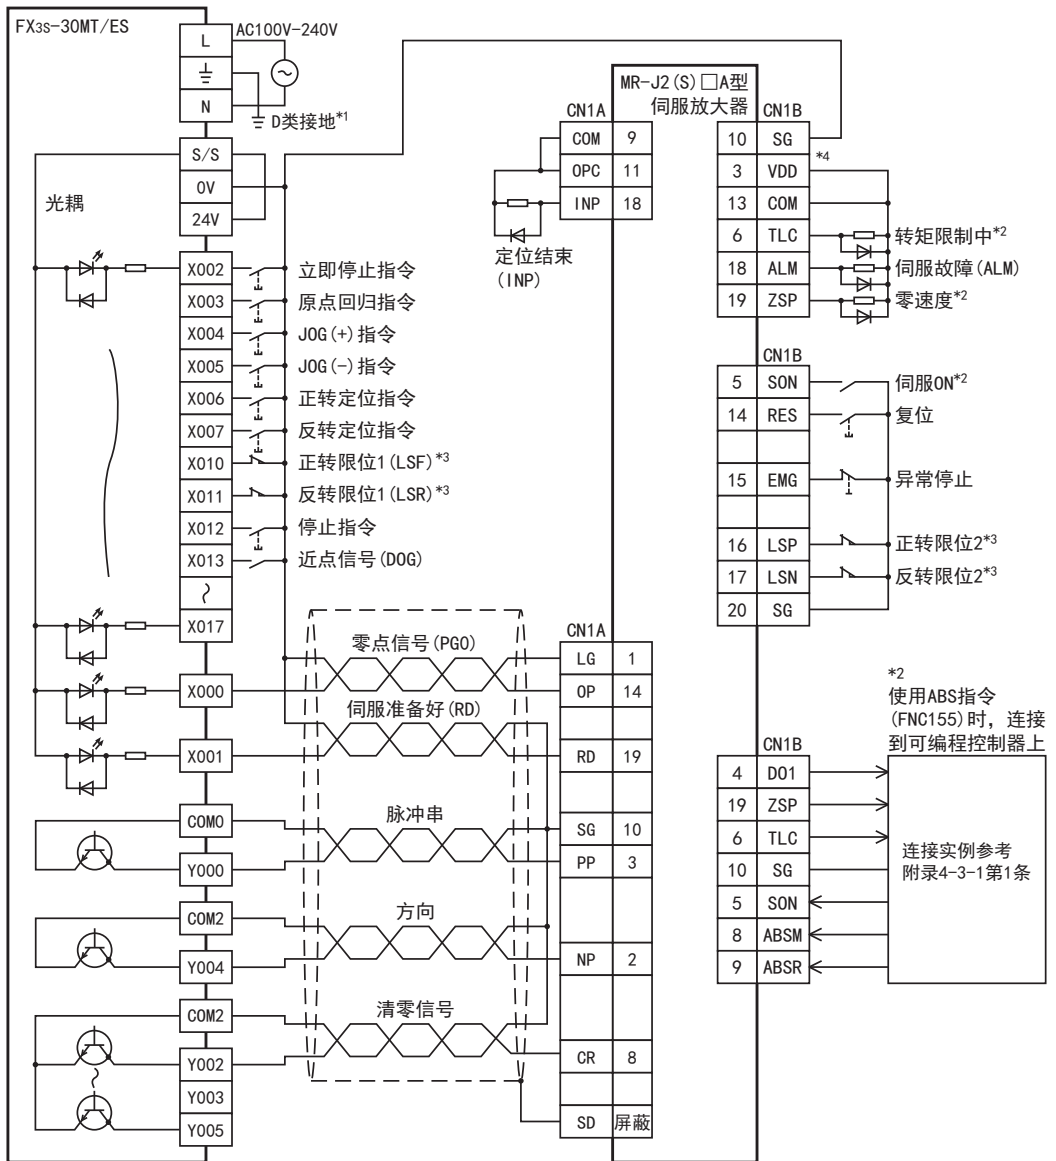 FX3S-30MT/ES
L
AC100V-240V
N
D类接地*1
S/S
0V
24V
光耦
X002
立即停止指令
X003
原点回归指令
X004
JOG(+)指令
X005
JOG(-)指令
X006
正转定位指令
X007
反转定位指令
X010
正转限位1(LSF)*3
X011
反转限位1(LSR)*3
X012
停止指令
X013
近点信号(DOG)
X017
X000
X001
COM0
Y000
COM2
Y004
COM2
Y002
Y003
Y005
零点信号(PGO)
伺服准备好(RD)
脉冲串
方向
清零信号
MR-J2(S)□A型
伺服放大器
CN1A
COM 9
OPC 11
INP 18
定位结束
(INP)
CN1B
10 SG
*4
3 VDD
13 COM
6 TLC 转矩限制中*2
18 ALM 伺服故障(ALM)
19 ZSP 零速度*2
CN1B
5 SON 伺服ON*2
14 RES 复位
15 EMG 异常停止
16 LSP 正转限位2*3
17 LSN 反转限位2*3
20 SG
CN1A
LG 1
OP 14
RD 19
SG 10
PP 3
NP 2
CR 8
SD 屏蔽
*2
使用ABS指令
(FNC155)时，连接
到可编程控制器上
CN1B
4 DO1
19 ZSP
6 TLC
10 SG
5 SON
8 ABSM
9 ABSR
连接实例参考
附录4-3-1第1条